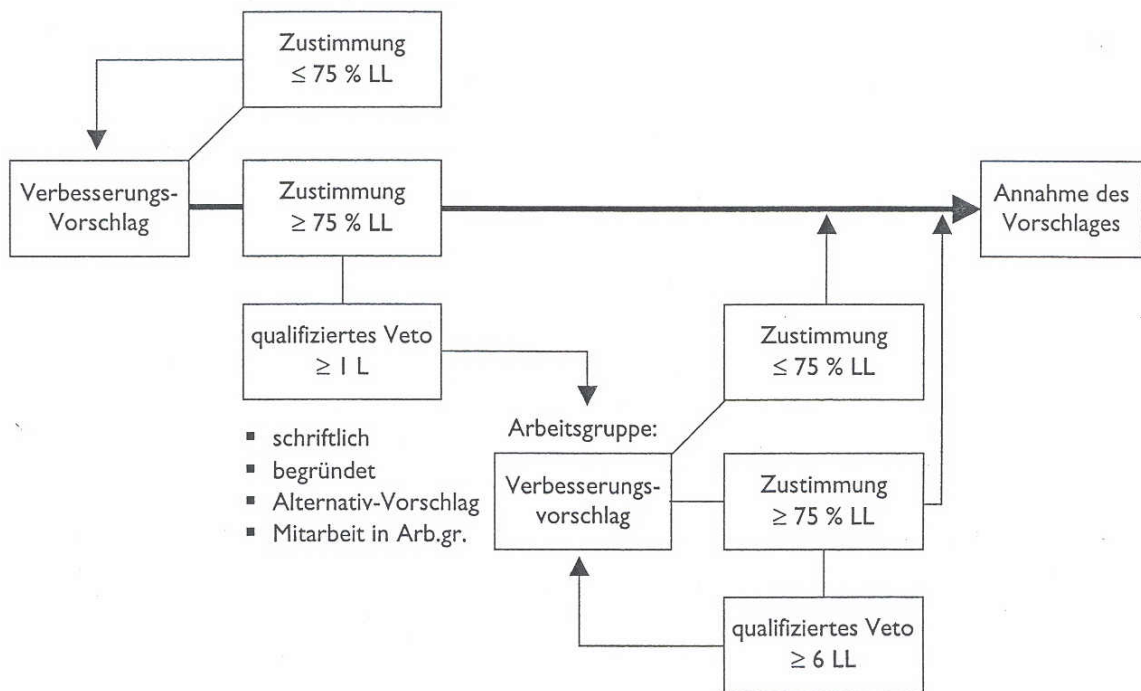 Zustimmung
≤ 75 % LL
Verbesserungs-
Vorschlag
Zustimmung
≥ 75 % LL
Annahme des
Vorschlages
qualifiziertes Veto
≥ 1 L
Zustimmung
≤ 75 % LL
▪ schriftlich
▪ begründet
▪ Alternativ-Vorschlag
▪ Mitarbeit in Arb.gr.
Arbeitsgruppe:
Verbesserungs-
vorschlag
Zustimmung
≥ 75 % LL
qualifiziertes Veto
≥ 6 LL